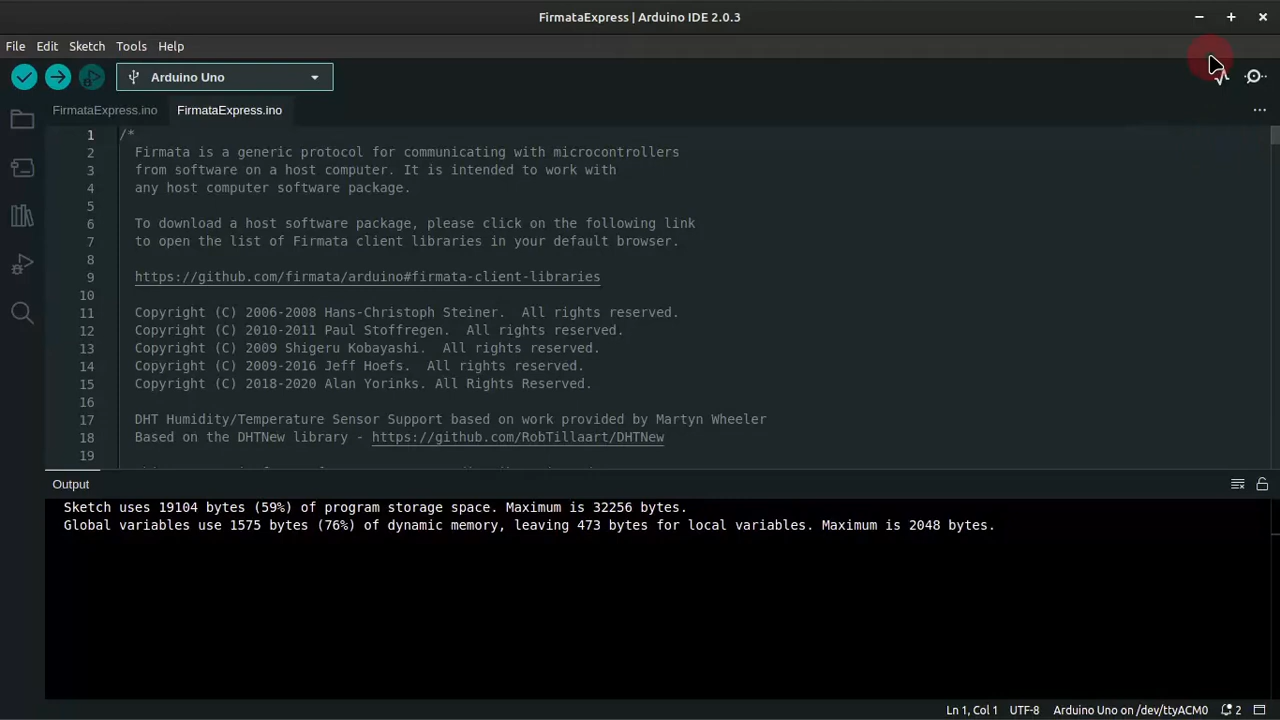 FirmataExpress | Arduino IDE 2.0.3
File Edit Sketch Tools Help
Arduino Uno
FirmataExpress.ino FirmataExpress.ino
1 /*
2 Firmata is a generic protocol for communicating with microcontrollers
3 from software on a host computer. It is intended to work with
4 any host computer software package.
5
6 To download a host software package, please click on the following link
7 to open the list of Firmata client libraries in your default browser.
8
9 https://github.com/firmata/arduino#firmata-client-libraries
10
11 Copyright (C) 2006-2008 Hans-Christoph Steiner.  All rights reserved.
12 Copyright (C) 2010-2011 Paul Stoffregen.  All rights reserved.
13 Copyright (C) 2009 Shigeru Kobayashi.  All rights reserved.
14 Copyright (C) 2009-2016 Jeff Hoefs.  All rights reserved.
15 Copyright (C) 2018-2020 Alan Yorinks. All Rights Reserved.
16
17 DHT Humidity/Temperature Sensor Support based on work provided by Martyn Wheeler
18 Based on the DHTNew library - https://github.com/RobTillaart/DHTNew
19
Output
Sketch uses 19104 bytes (59%) of program storage space. Maximum is 32256 bytes.
Global variables use 1575 bytes (76%) of dynamic memory, leaving 473 bytes for local variables. Maximum is 2048 bytes.
Ln 1, Col 1 UTF-8 Arduino Uno on /dev/ttyACM0 2